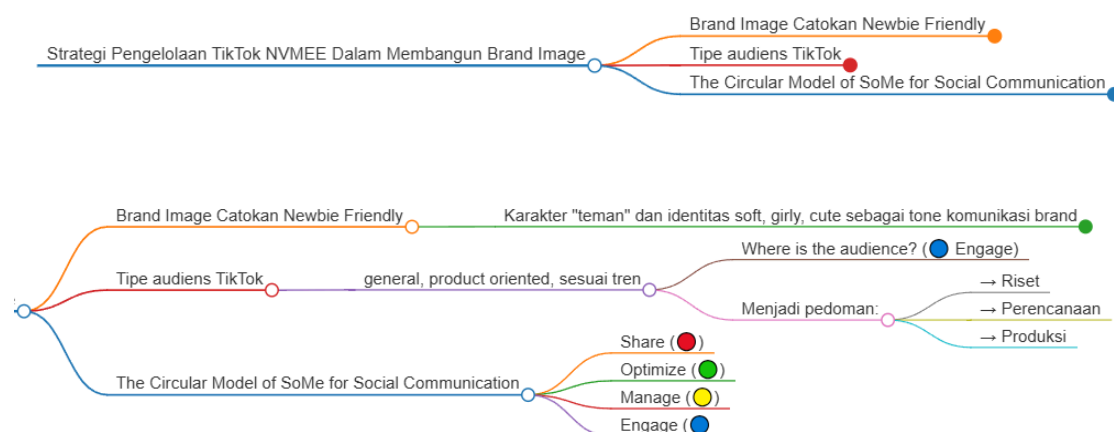 Strategi Pengelolaan TikTok NVMEE Dalam Membangun Brand Image
Brand Image Catokan Newbie Friendly
Tipe audiens TikTok
The Circular Model of SoMe for Social Communication
Brand Image Catokan Newbie Friendly
Karakter "teman" dan identitas soft, girly, cute sebagai tone komunikasi brand
Tipe audiens TikTok
general, product oriented, sesuai tren
Where is the audience? (🔵 Engage)
Menjadi pedoman:
→ Riset
→ Perencanaan
→ Produksi
The Circular Model of SoMe for Social Communication
Share (🔴)
Optimize (🟢)
Manage (🟡)
Engage (🔵